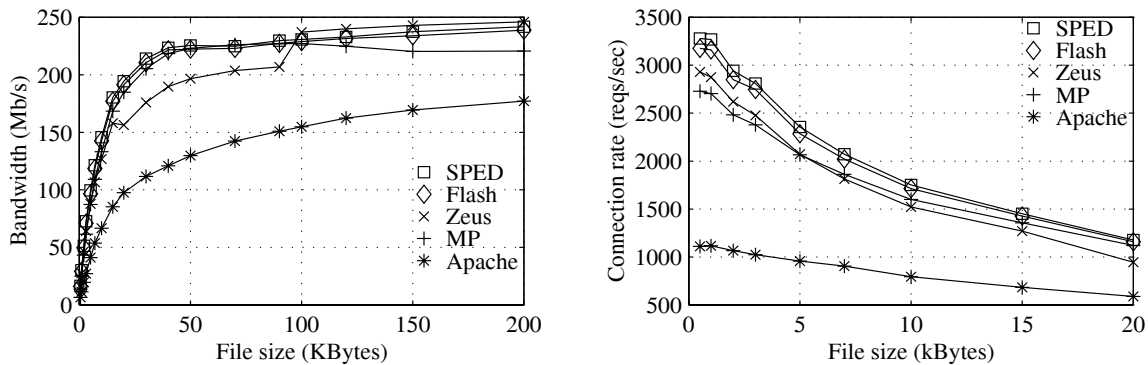 250
200
150
100
50
0
Bandwidth (Mb/s)
SPED
Flash
Zeus
MP
Apache
0 50 100 150 200
File size (KBytes)
3500
3000
2500
2000
1500
1000
500
Connection rate (reqs/sec)
SPED
Flash
Zeus
MP
Apache
0 5 10 15 20
File size (kBytes)